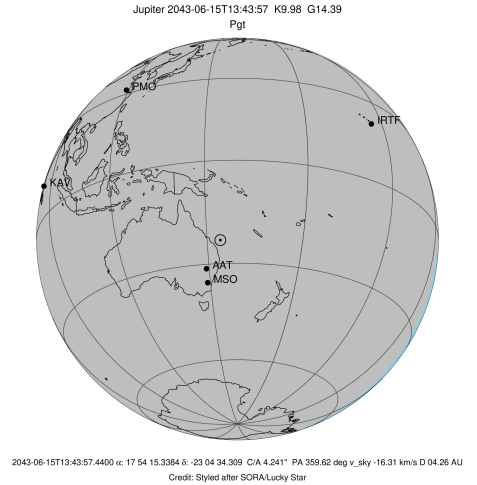 Jupiter 2043-06-15T13:43:57 K9.98 G14.39
Pgt
PMO
IRTF
KAV
AAT
MSO
2043-06-15T13:43:57.4400 α: 17 54 15.3384 δ: -23 04 34.309 C/A 4.241" PA 359.62 deg v_sky -16.31 km/s D 04.26 AU
Credit: Styled after SORA/Lucky Star